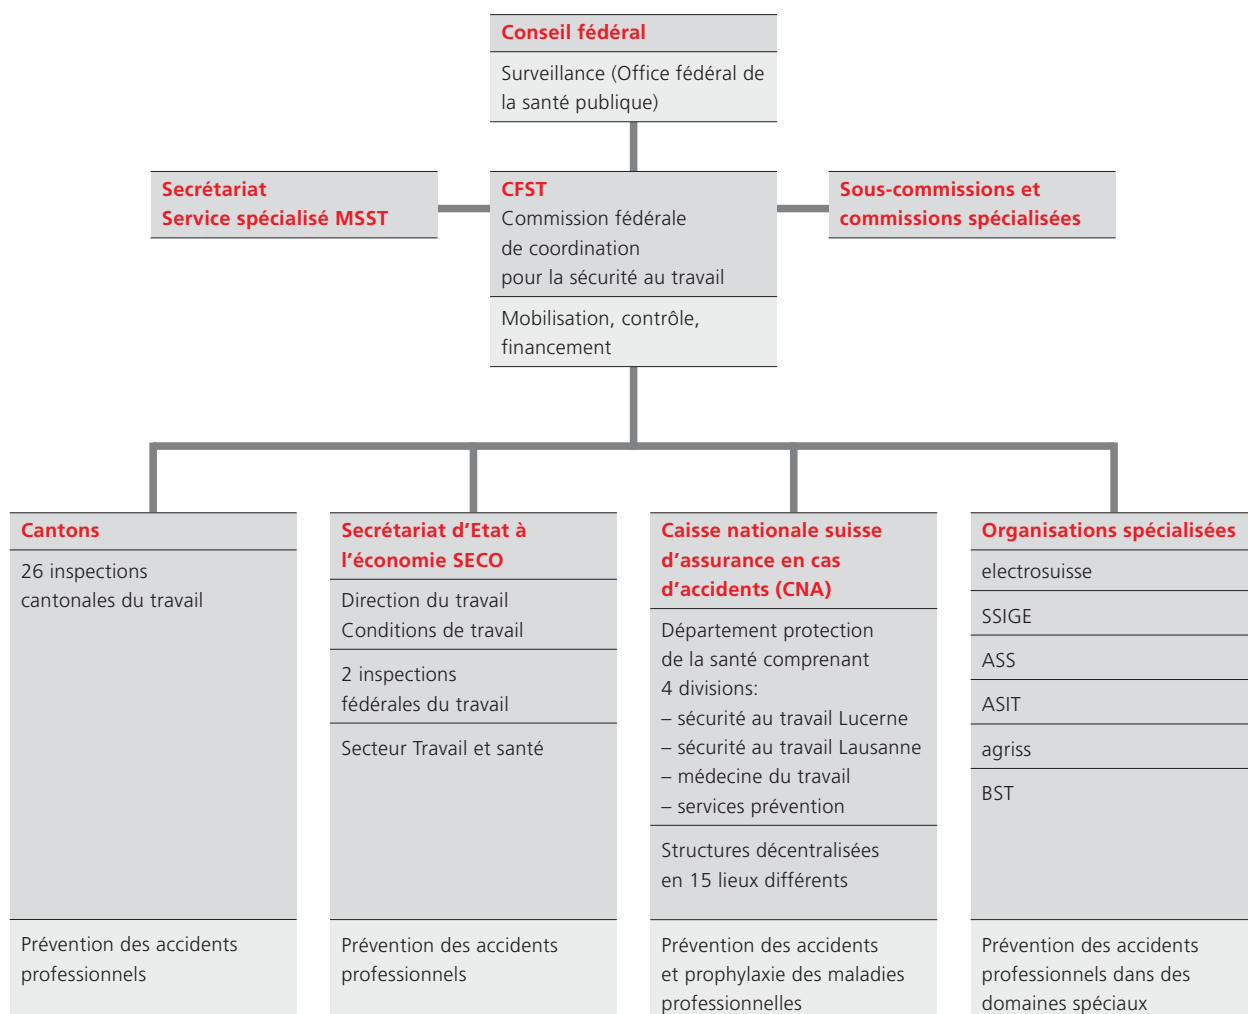 Conseil fédéral
Surveillance (Office fédéral de
la santé publique)
Secrétariat
Service spécialisé MSST
CFST
Commission fédérale
de coordination
pour la sécurité au travail
Mobilisation, contrôle,
financement
Sous-commissions et
commissions spécialisées
Cantons
26 inspections
cantonales du travail
Prévention des accidents
professionnels
Secrétariat d’Etat à
l’économie SECO
Direction du travail
Conditions de travail
2 inspections
fédérales du travail
Secteur Travail et santé
Prévention des accidents
professionnels
Caisse nationale suisse
d’assurance en cas
d’accidents (CNA)
Département protection
de la santé comprenant
4 divisions:
– sécurité au travail Lucerne
– sécurité au travail Lausanne
– médecine du travail
– services prévention
Structures décentralisées
en 15 lieux différents
Prévention des accidents
et prophylaxie des maladies
professionnelles
Organisations spécialisées
electrosuisse
SSIGE
ASS
ASIT
agriss
BST
Prévention des accidents
professionnels dans des
domaines spéciaux